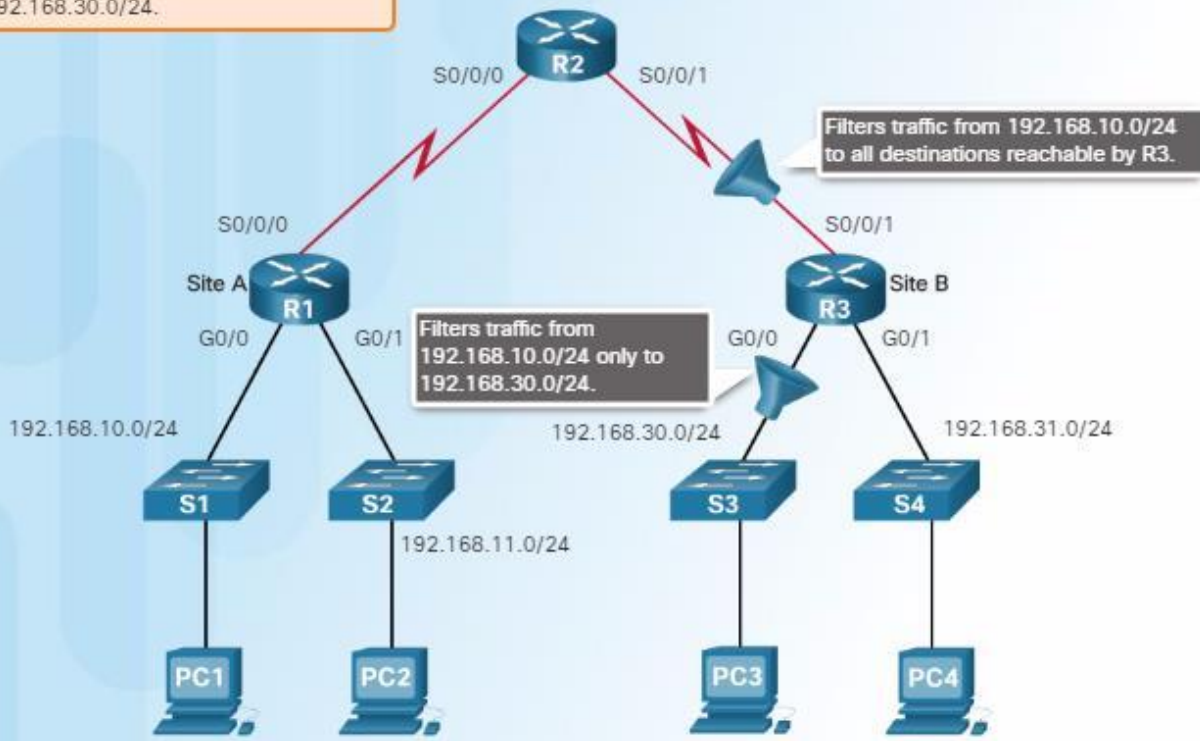 192.168.30.0/24.
R2
S0/0/0
S0/0/1
Filters traffic from 192.168.10.0/24
to all destinations reachable by R3.
S0/0/0
S0/0/1
Site A
R1
R3
Site B
G0/0
G0/1
Filters traffic from
192.168.10.0/24 only to
192.168.30.0/24.
G0/0
G0/1
192.168.10.0/24
192.168.30.0/24
192.168.31.0/24
S1
S2
S3
S4
192.168.11.0/24
PC1
PC2
PC3
PC4